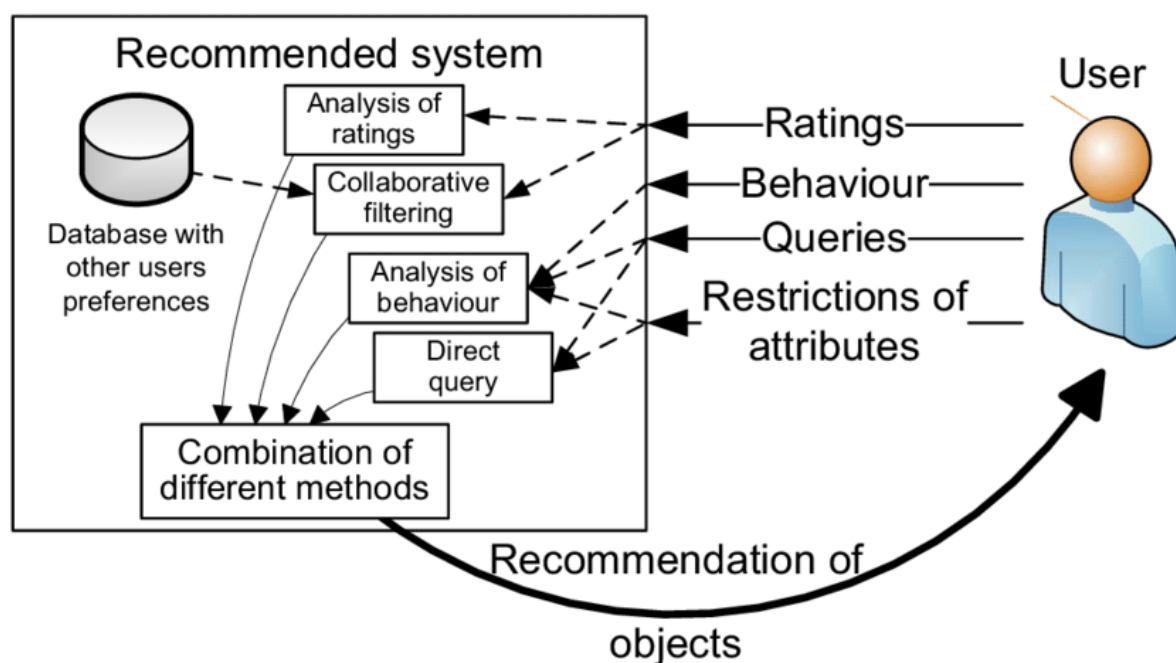 Recommended system
User
Analysis of
ratings
Ratings
Collaborative
filtering
Behaviour
Database with
other users
preferences
Queries
Analysis of
behaviour
Restrictions of
attributes
Direct
query
Combination of
different methods
Recommendation of
objects